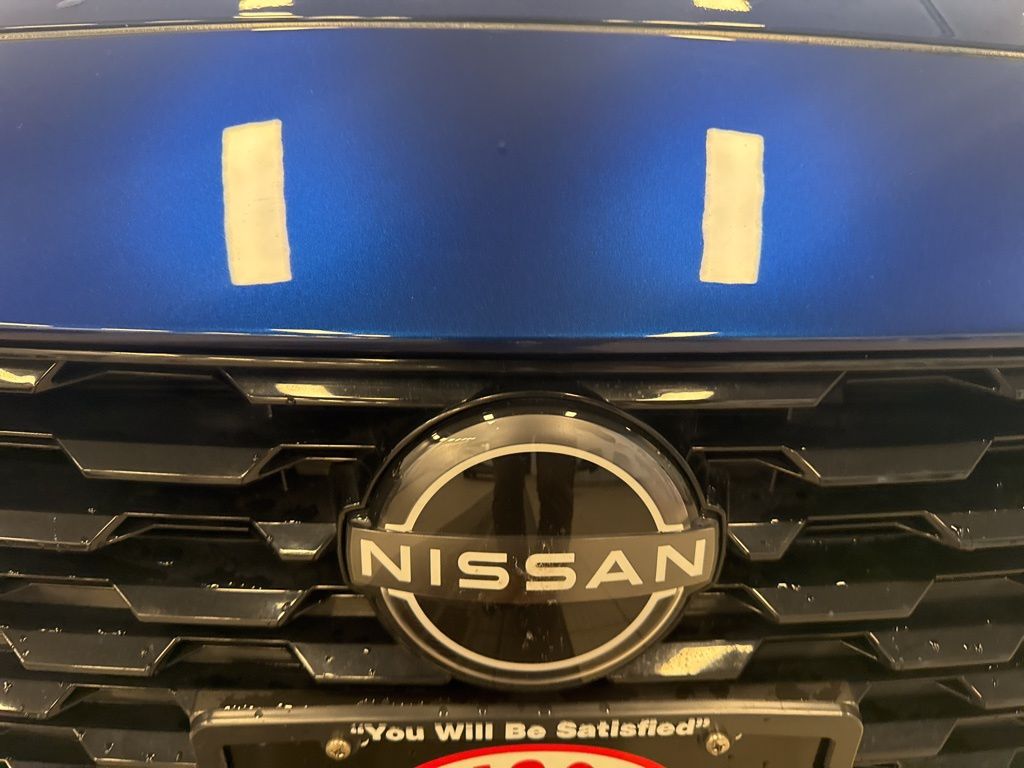 NISSAN
“You Will Be Satisfied”